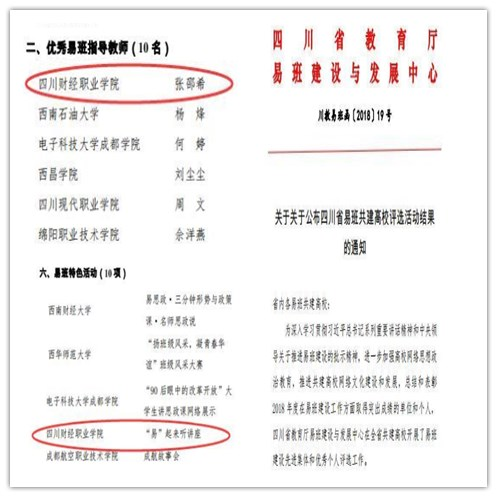 二、优秀易班指导教师（10 名）
四川财经职业学院 张邵希
西南石油大学 杨烽
电子科技大学成都学院 何婷
西昌学院 刘尘尘
四川现代职业学院 周文
绵阳职业技术学院 余洋燕
六、易班特色活动（10 项）
西南财经大学 易思政·三分钟形势与政策
课·名师思政说
西华师范大学 “扬班级风采，凝青春华
谊”班级风采大赛
电子科技大学成都学院 “90 后眼中的改革开放”大
学生讲思政课网络展示
四川财经职业学院 “易”起来听讲座
成都航空职业技术学院 成航故事会
四川省教育厅
易班建设与发展中心
川教易班函〔2018〕19 号
关于关于公布四川省易班共建高校评选活动结果
的通知
省内各易班共建高校：
为深入学习贯彻习近平总书记系列重要讲话精神和中央
领导关于推进易班建设的批示精神，进一步加强高校网络思想政
治教育，推进共建高校网络文化建设和发展，总结和表彰
2018 年度在易班建设工作方面取得突出成绩的单位和个人，
四川省教育厅易班建设与发展中心在全省共建高校开展了易班
建设先进集体和优秀个人评选工作。